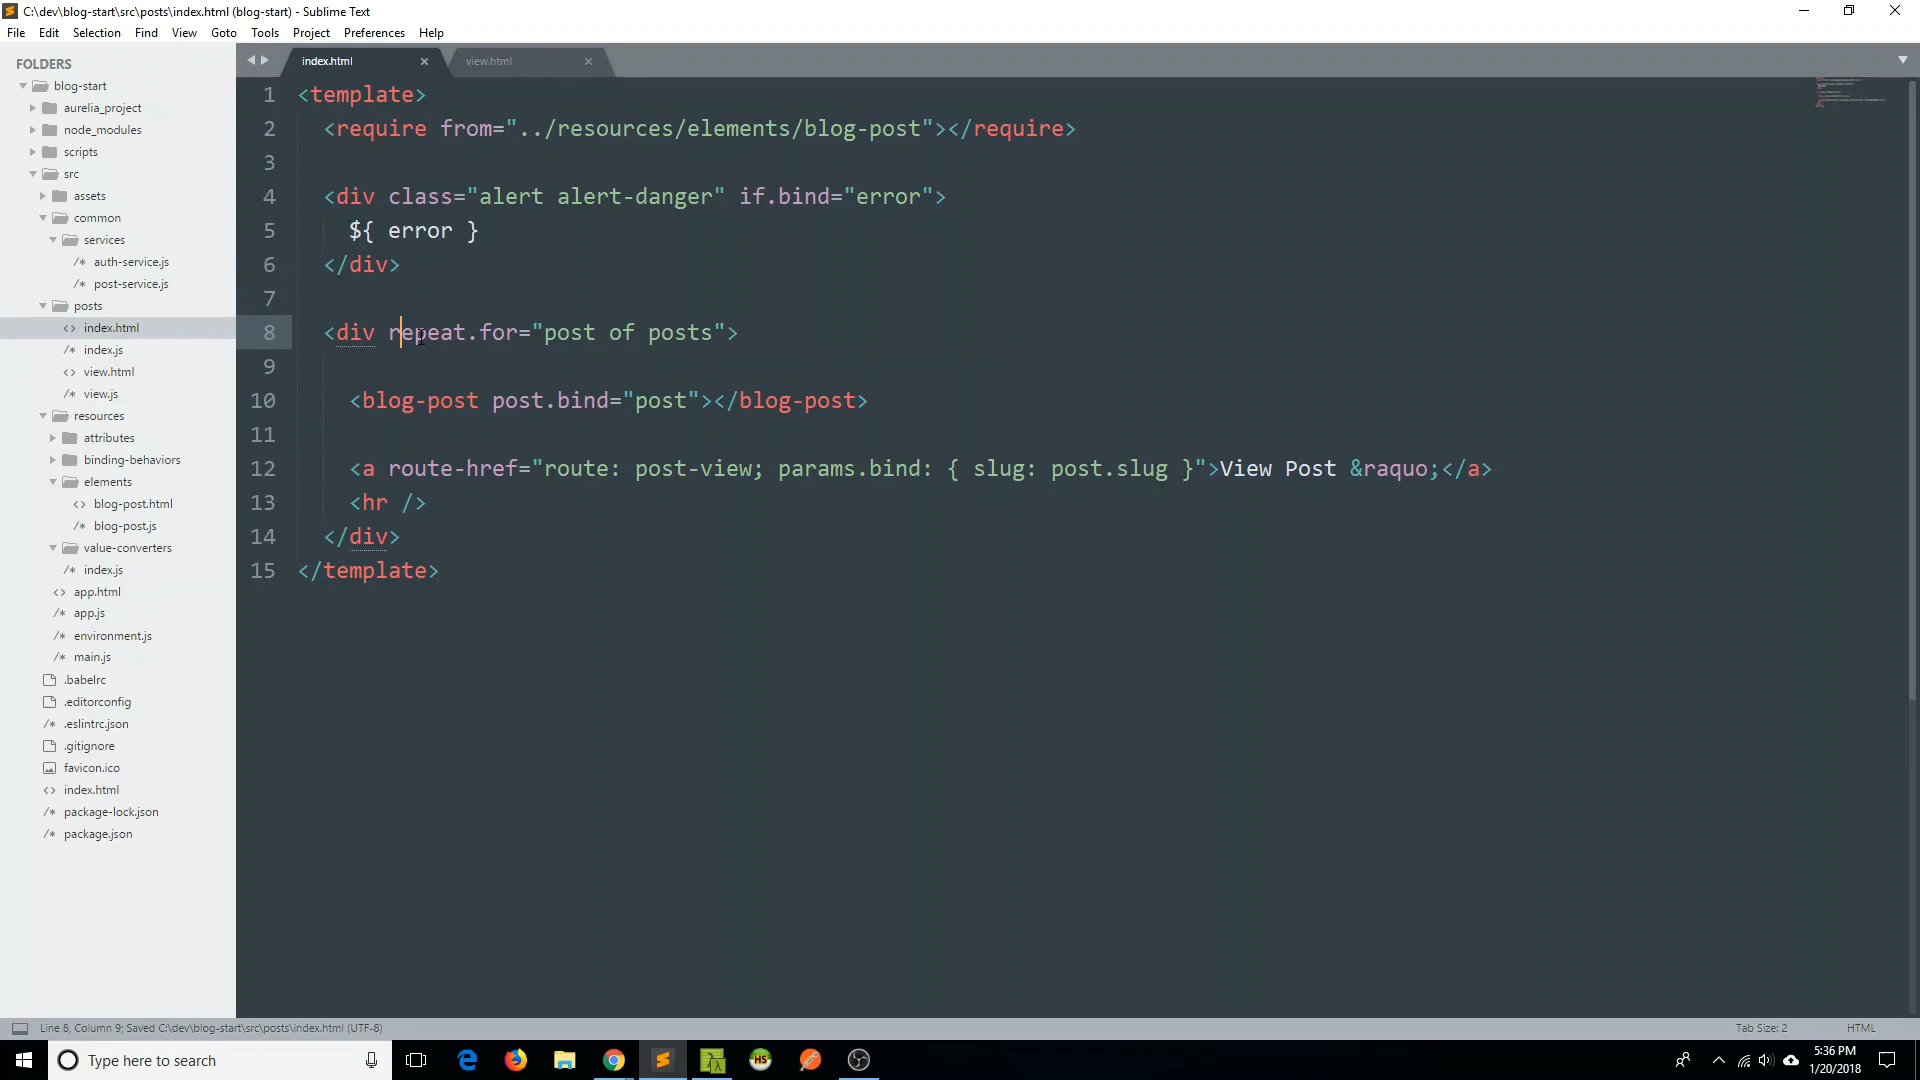 C:\dev\blog-start\src\posts\index.html (blog-start) - Sublime Text
File Edit Selection Find View Goto Tools Project Preferences Help
FOLDERS
blog-start
aurelia_project
node_modules
scripts
src
assets
common
services
/* auth-service.js
/* post-service.js
posts
<> index.html
/* index.js
<> view.html
/* view.js
resources
attributes
binding-behaviors
elements
<> blog-post.html
/* blog-post.js
value-converters
/* index.js
<> app.html
/* app.js
/* environment.js
/* main.js
.babelrc
.editorconfig
/* .eslintrc.json
.gitignore
favicon.ico
<> index.html
/* package-lock.json
/* package.json
index.html × view.html ×
1 <template>
2 <require from="../resources/elements/blog-post"></require>
3
4 <div class="alert alert-danger" if.bind="error">
5 ${ error }
6 </div>
7
8 <div repeat.for="post of posts">
9
10 <blog-post post.bind="post"></blog-post>
11
12 <a route-href="route: post-view; params.bind: { slug: post.slug }">View Post &raquo;</a>
13 <hr />
14 </div>
15 </template>
Line 8, Column 9; Saved C:\dev\blog-start\src\posts\index.html (UTF-8) Tab Size: 2 HTML
Type here to search
HS
5:36 PM
1/20/2018